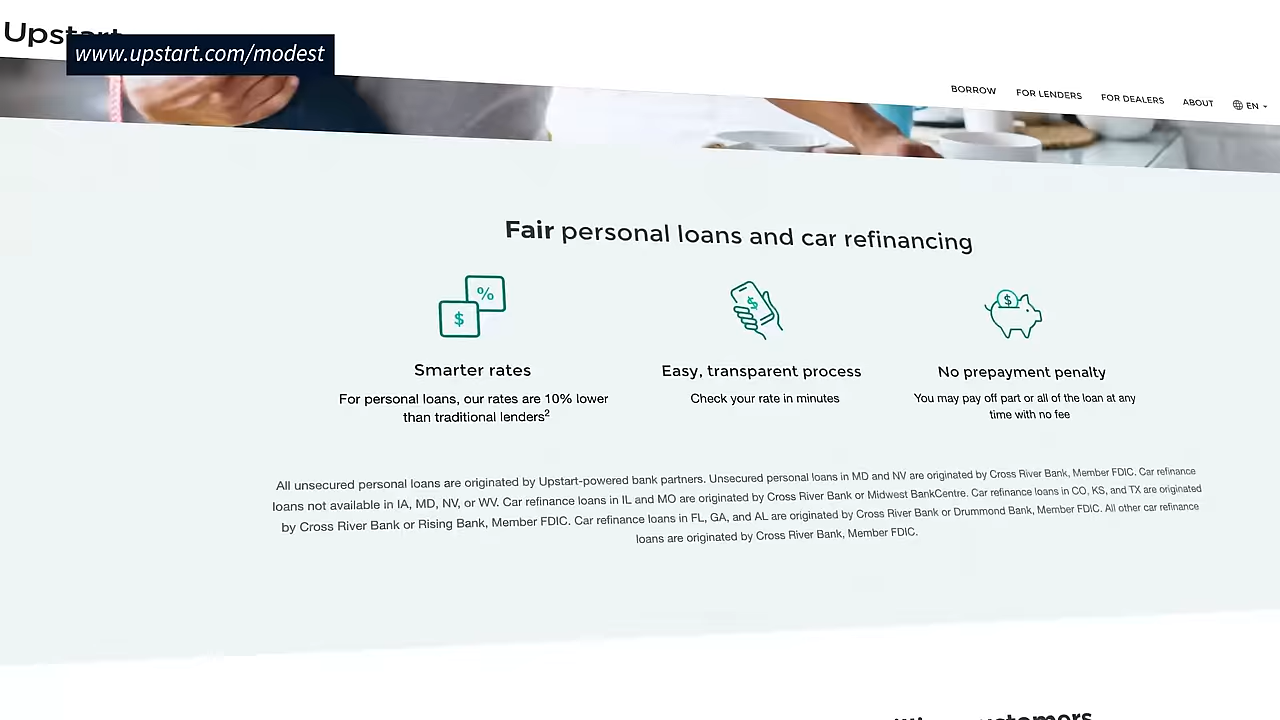 Upstart
www.upstart.com/modest
BORROW FOR LENDERS FOR DEALERS ABOUT EN
Fair personal loans and car refinancing
%
$
$
$
Smarter rates
Easy, transparent process
No prepayment penalty
For personal loans, our rates are 10% lower
than traditional lenders2
Check your rate in minutes
You may pay off part or all of the loan at any
time with no fee
All unsecured personal loans are originated by Upstart-powered bank partners. Unsecured personal loans in MD and NV are originated by Cross River Bank, Member FDIC. Car refinance
loans not available in IA, MD, NV, or WV. Car refinance loans in IL and MO are originated by Cross River Bank or Midwest BankCentre. Car refinance loans in CO, KS, and TX are originated
by Cross River Bank or Rising Bank, Member FDIC. Car refinance loans in FL, GA, and AL are originated by Cross River Bank or Drummond Bank, Member FDIC. All other car refinance
loans are originated by Cross River Bank, Member FDIC.